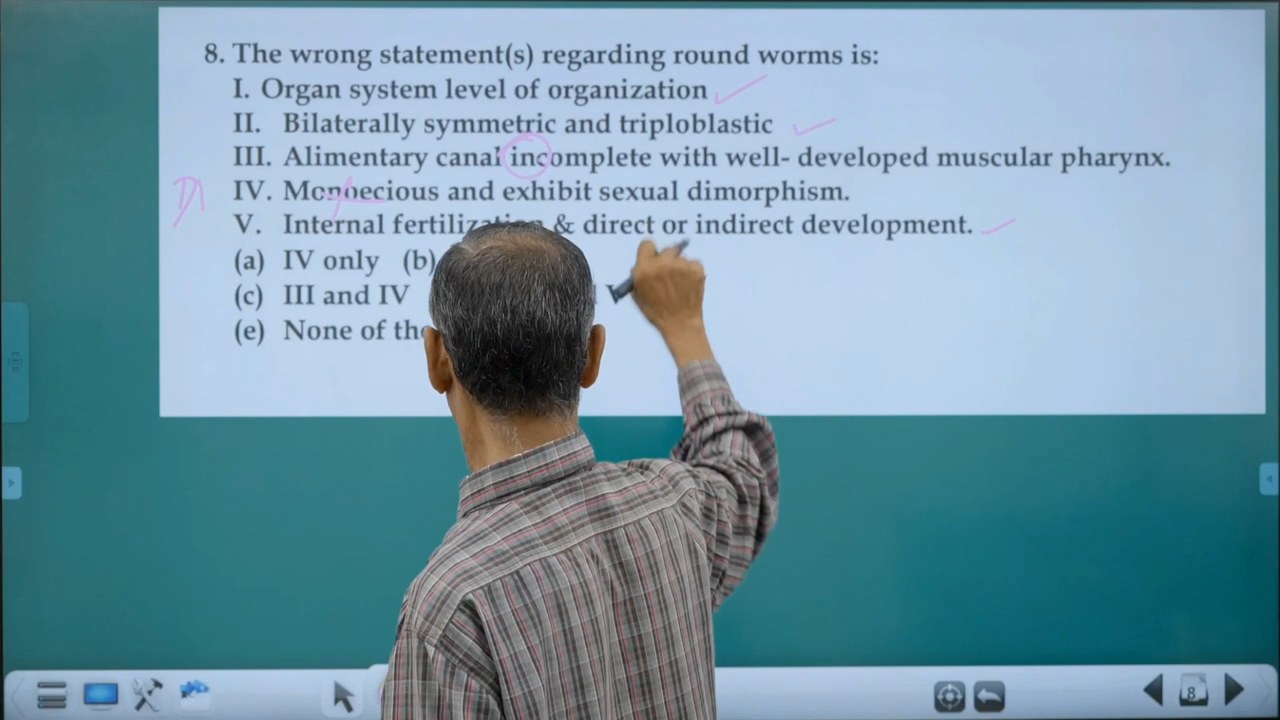 8. The wrong statement(s) regarding round worms is:
I. Organ system level of organization
II. Bilaterally symmetric and triploblastic
III. Alimentary canal incomplete with well- developed muscular pharynx.
IV. Monoecious and exhibit sexual dimorphism.
V. Internal fertilization & direct or indirect development.
(a) IV only (b)
(c) III and IV
(e) None of the
8